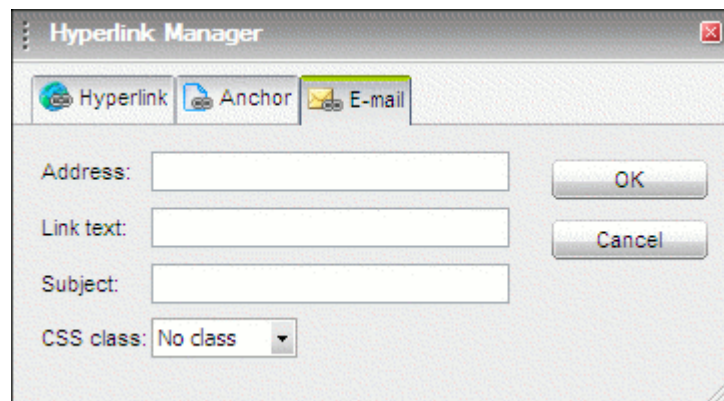 Hyperlink Manager
Hyperlink Anchor E-mail
Address:
OK
Link text:
Cancel
Subject:
CSS class: No class